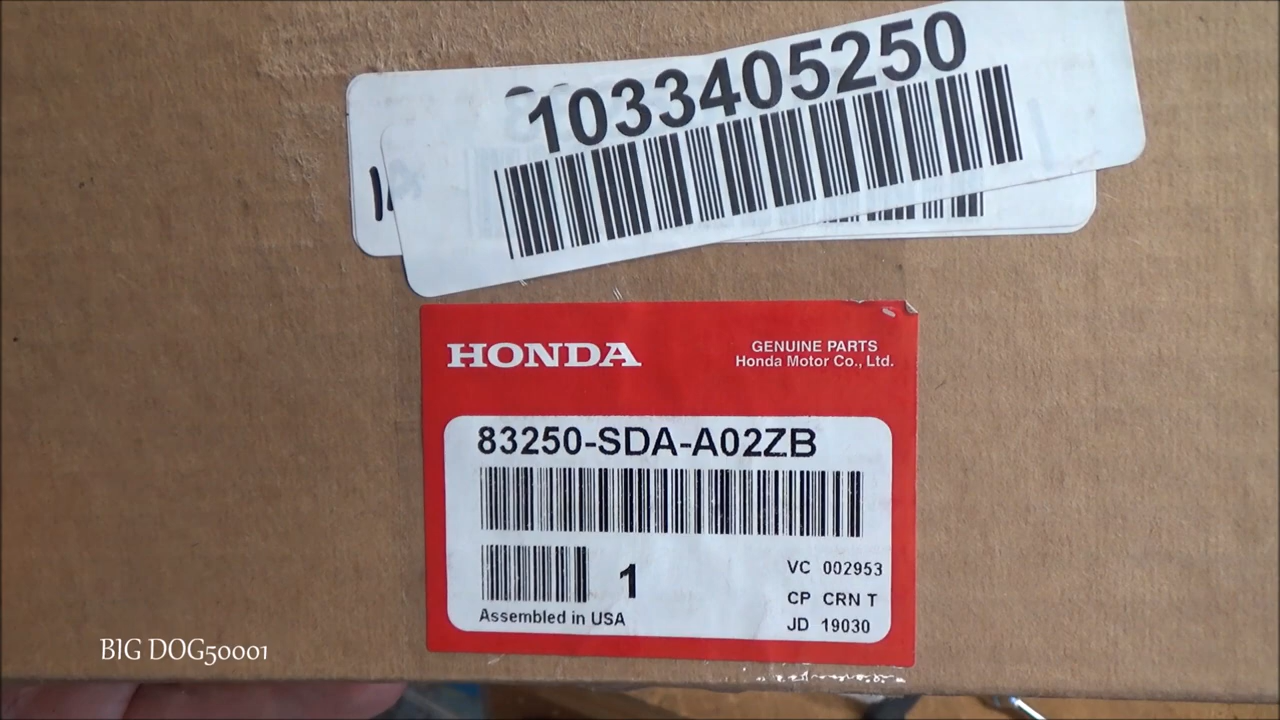 1033405250
HONDA
GENUINE PARTS
Honda Motor Co., Ltd.
83250-SDA-A02ZB
1
VC 002953
CP CRN T
Assembled in USA
JD 19030
BIG DOG50001